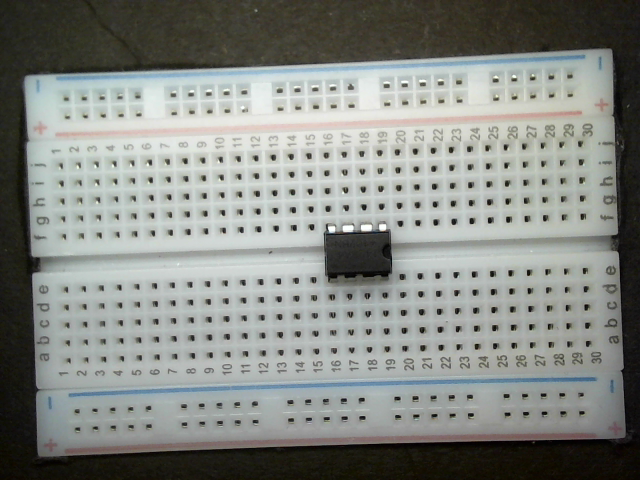 − −
+ +
1 2 3 4 5 6 7 8 9 10 11 12 13 14 15 16 17 18 19 20 21 22 23 24 25 26 27 28 29 30
j j
i i
h h
g g
f f
e e
d d
c c
b b
a a
1 2 3 4 5 6 7 8 9 10 11 12 13 14 15 16 17 18 19 20 21 22 23 24 25 26 27 28 29 30
− −
+ +